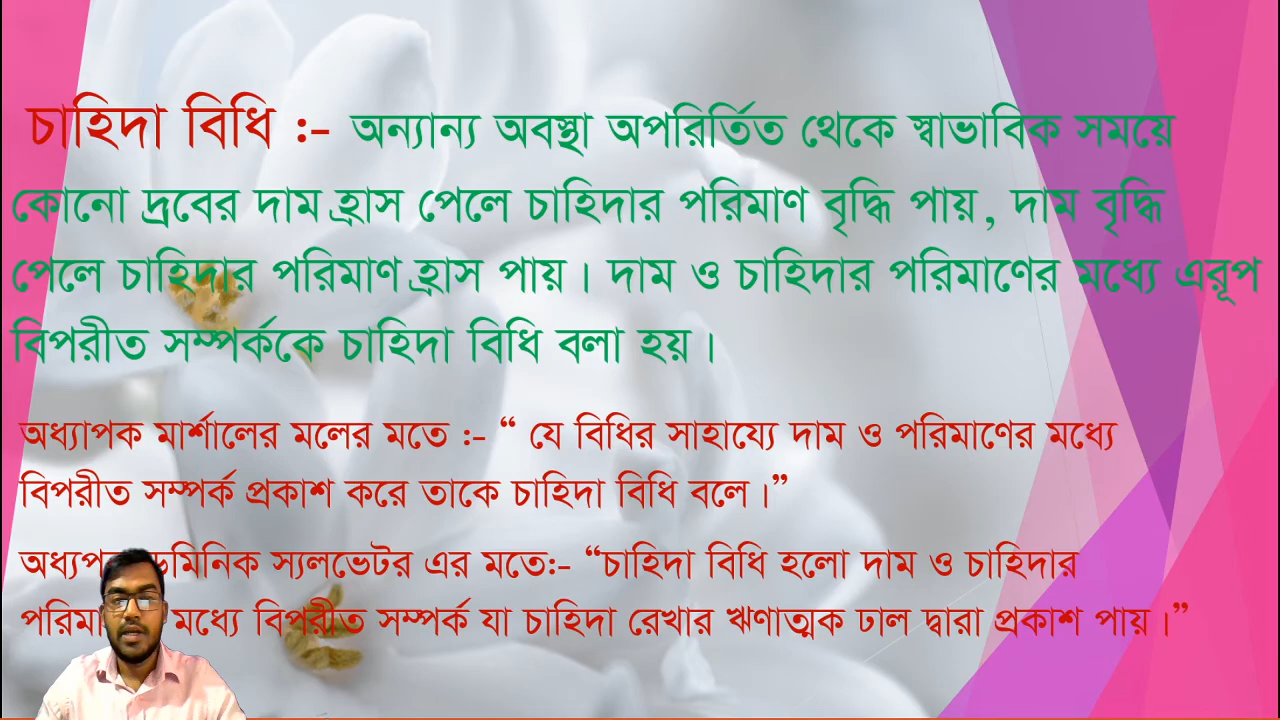 চাহিদা বিধি :- অন্যান্য অবস্থা অপরির্তিত থেকে স্বাভাবিক সময়ে
কোনো দ্রবের দাম হ্রাস পেলে চাহিদার পরিমাণ বৃদ্ধি পায়, দাম বৃদ্ধি
পেলে চাহিদার পরিমাণ হ্রাস পায়। দাম ও চাহিদার পরিমাণের মধ্যে এরূপ
বিপরীত সম্পর্ককে চাহিদা বিধি বলা হয়।
অধ্যাপক মার্শালের মলের মতে :- “ যে বিধির সাহায্যে দাম ও পরিমাণের মধ্যে
বিপরীত সম্পর্ক প্রকাশ করে তাকে চাহিদা বিধি বলে।”
ডমিনিক স্যলভেটর এর মতে:- “চাহিদা বিধি হলো দাম ও চাহিদার
মধ্যে বিপরীত সম্পর্ক যা চাহিদা রেখার ঋণাত্মক ঢাল দ্বারা প্রকাশ পায়।”